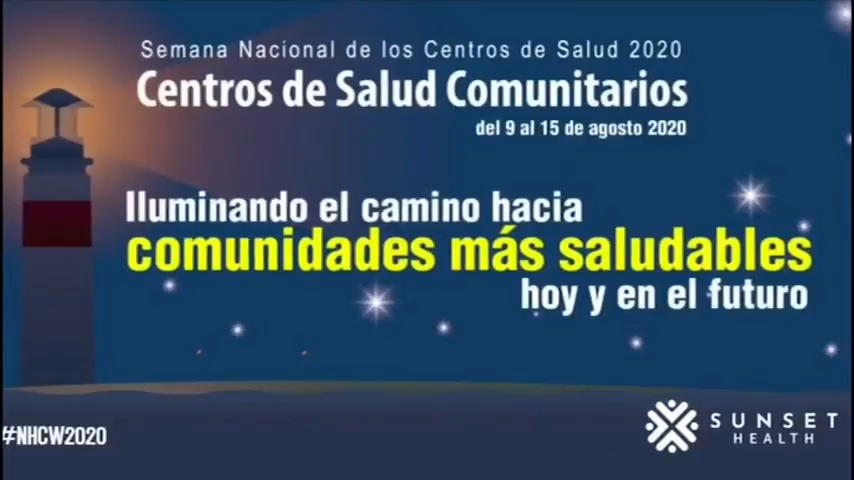 Semana Nacional de los Centros de Salud 2020
Centros de Salud Comunitarios
del 9 al 15 de agosto 2020
Iluminando el camino hacia
comunidades más saludables
hoy y en el futuro
#NHCW2020
SUNSET
HEALTH